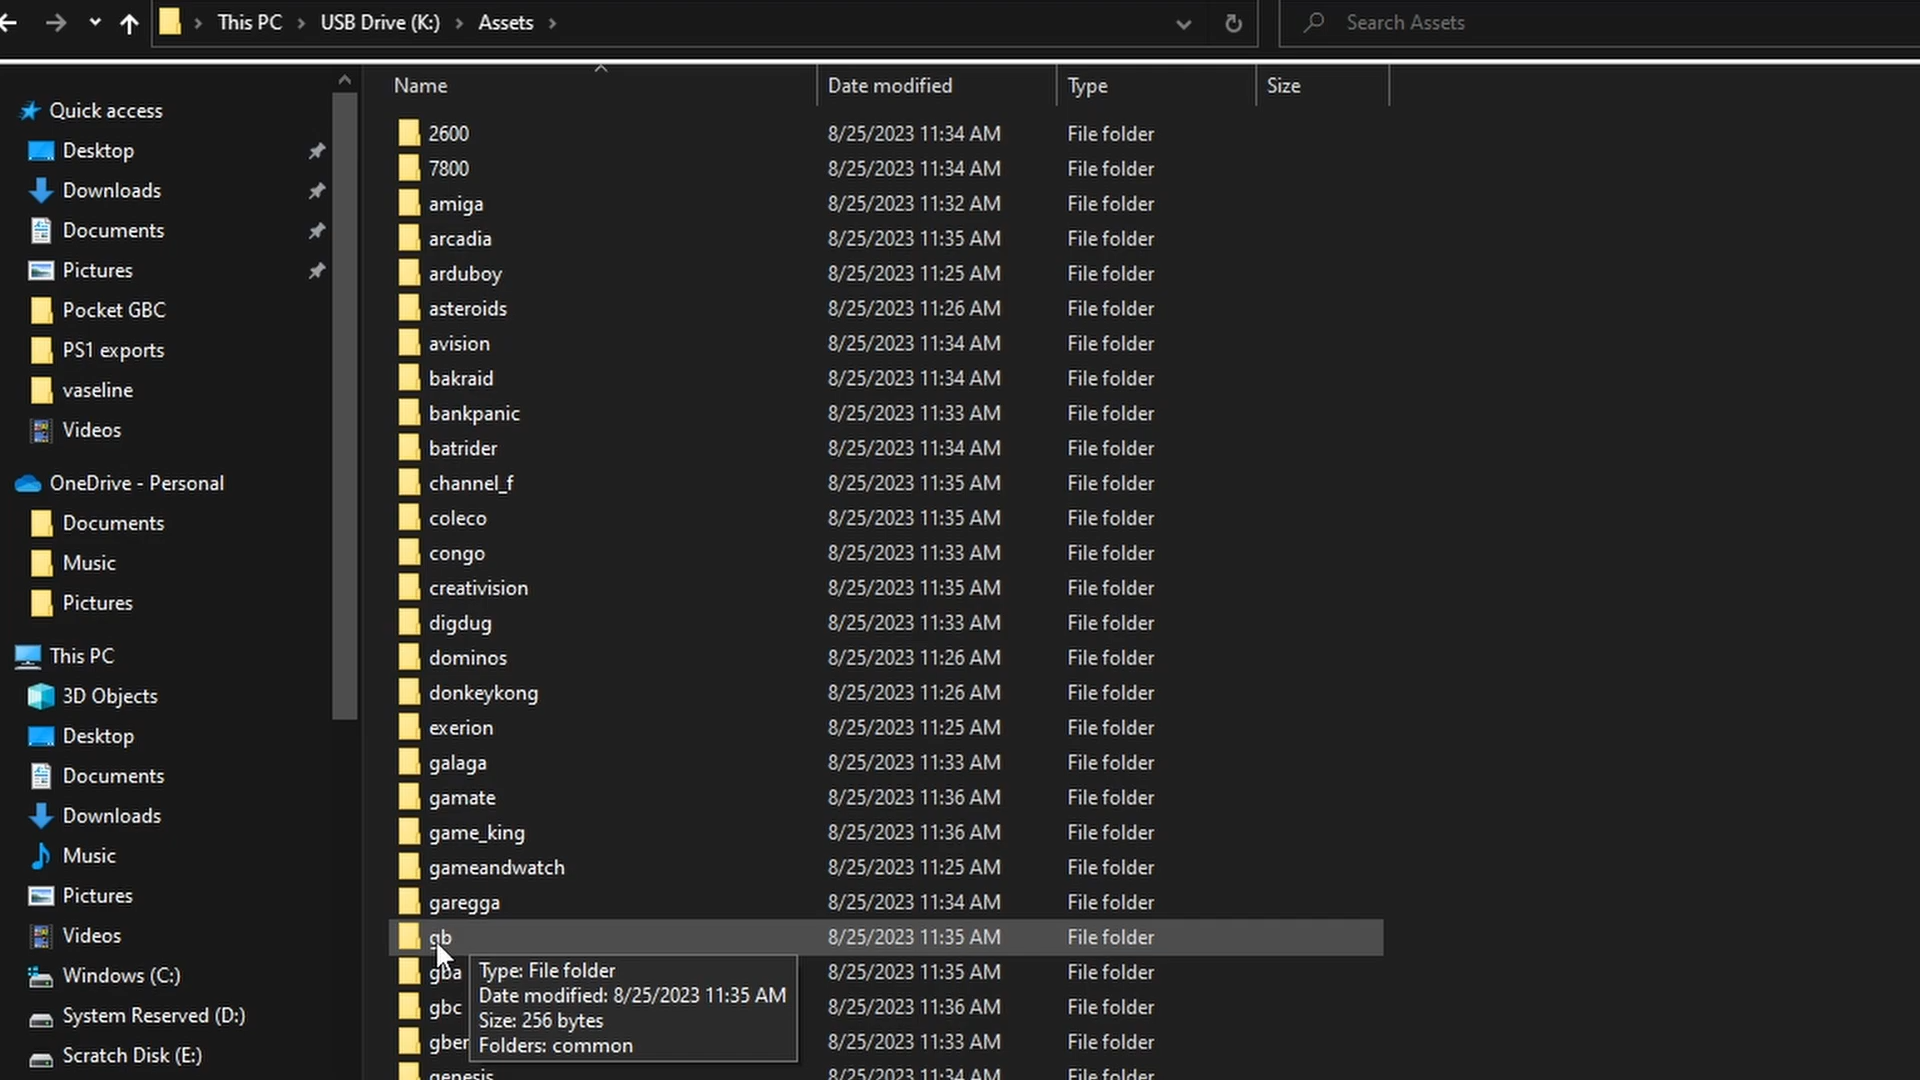 This PC > USB Drive (K:) > Assets >
Search Assets
Quick access
Desktop
Downloads
Documents
Pictures
Pocket GBC
PS1 exports
vaseline
Videos
OneDrive - Personal
Documents
Music
Pictures
This PC
3D Objects
Desktop
Documents
Downloads
Music
Pictures
Videos
Windows (C:)
System Reserved (D:)
Scratch Disk (E:)
Name Date modified Type Size
2600 8/25/2023 11:34 AM File folder
7800 8/25/2023 11:34 AM File folder
amiga 8/25/2023 11:32 AM File folder
arcadia 8/25/2023 11:35 AM File folder
arduboy 8/25/2023 11:25 AM File folder
asteroids 8/25/2023 11:26 AM File folder
avision 8/25/2023 11:34 AM File folder
bakraid 8/25/2023 11:34 AM File folder
bankpanic 8/25/2023 11:33 AM File folder
batrider 8/25/2023 11:34 AM File folder
channel_f 8/25/2023 11:35 AM File folder
coleco 8/25/2023 11:35 AM File folder
congo 8/25/2023 11:33 AM File folder
creativision 8/25/2023 11:35 AM File folder
digdug 8/25/2023 11:33 AM File folder
dominos 8/25/2023 11:26 AM File folder
donkeykong 8/25/2023 11:26 AM File folder
exerion 8/25/2023 11:25 AM File folder
galaga 8/25/2023 11:33 AM File folder
gamate 8/25/2023 11:36 AM File folder
game_king 8/25/2023 11:36 AM File folder
gameandwatch 8/25/2023 11:25 AM File folder
garegga 8/25/2023 11:34 AM File folder
gb 8/25/2023 11:35 AM File folder
gba 8/25/2023 11:35 AM File folder
gbc 8/25/2023 11:36 AM File folder
8/25/2023 11:33 AM File folder
genesis 8/25/2023 11:34 AM File folder
Type: File folder
Date modified: 8/25/2023 11:35 AM
Size: 256 bytes
Folders: common